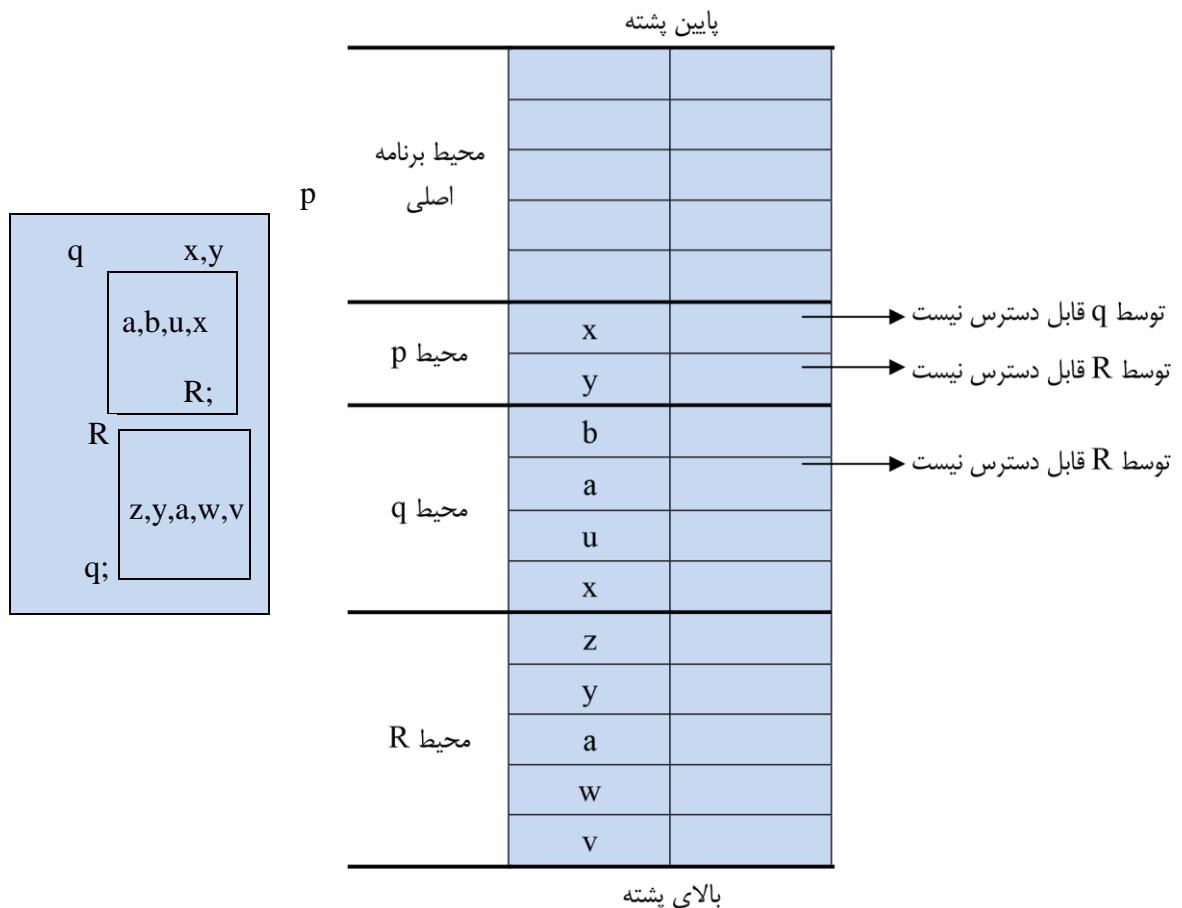 پایین پشته
p
q
x,y
a,b,u,x
R;
R
z,y,a,w,v
q;
محیط برنامه
اصلی
محیط p
x
توسط q قابل دسترس نیست
y
توسط R قابل دسترس نیست
محیط q
b
a
توسط R قابل دسترس نیست
u
x
محیط R
z
y
a
w
v
بالای پشته